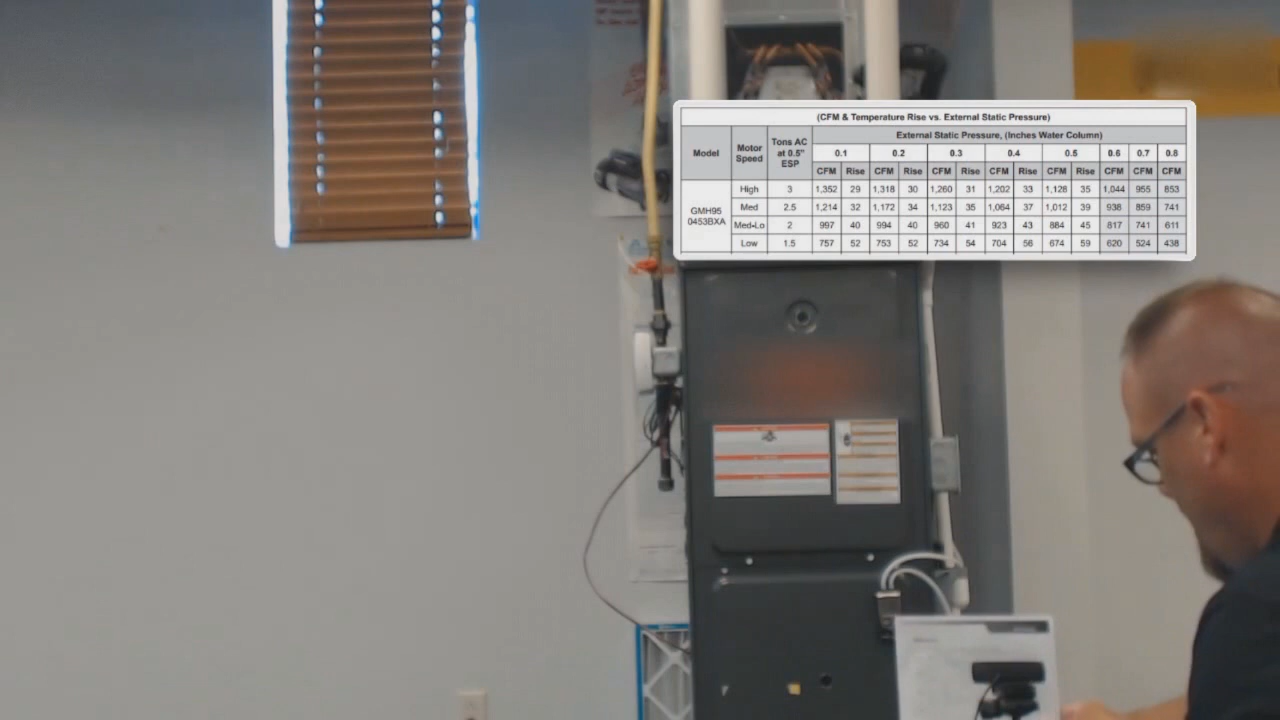 (CFM & Temperature Rise vs. External Static Pressure)
Model Motor Speed Tons AC at 0.5" ESP External Static Pressure, (Inches Water Column)
0.1 0.2 0.3 0.4 0.5 0.6 0.7 0.8
CFM Rise CFM Rise CFM Rise CFM Rise CFM Rise CFM CFM CFM
GMH95 0453BXA
High 3 1,352 29 1,318 30 1,260 31 1,202 33 1,128 35 1,044 955 853
Med 2.5 1,214 32 1,172 34 1,123 35 1,064 37 1,012 39 938 859 741
Med-Lo 2 997 40 994 40 960 41 923 43 884 45 817 741 611
Low 1.5 757 52 753 52 734 54 704 56 674 59 620 524 438